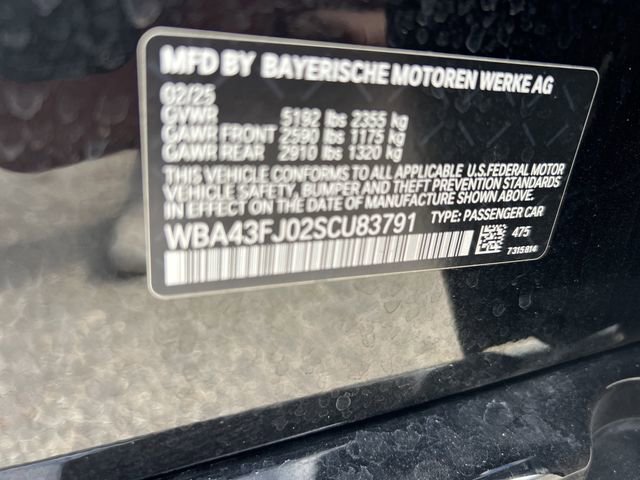 MFD BY BAYERISCHE MOTOREN WERKE AG
02/25
GVWR 5192 lbs 2355 kg
GAWR FRONT 2590 lbs 1175 kg
GAWR REAR 2910 lbs 1320 kg
THIS VEHICLE CONFORMS TO ALL APPLICABLE U.S.FEDERAL MOTOR
VEHICLE SAFETY, BUMPER AND THEFT PREVENTION STANDARDS
IN EFFECT ON THE DATE OF MANUFACTURE SHOWN ABOVE.
WBA43FJ02SCU83791 TYPE: PASSENGER CAR
475
7315814